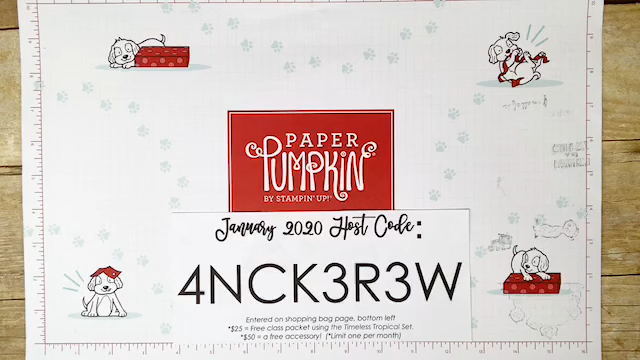 PAPER
PUMPKIN®
BY STAMPIN' UP!®
January 2020 Host Code:
4NCK3R3W
Entered on shopping bag page, bottom left
*$25 = Free class packet using the Timeless Tropical Set.
*$50 = a free accessory! (*Limit one per month)